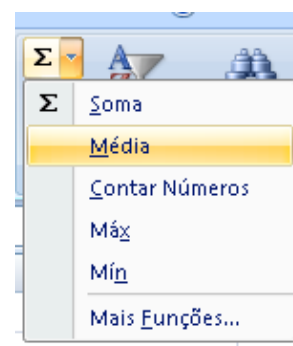 Σ
Σ Soma
Média
Contar Números
Máx
Mín
Mais Funções...